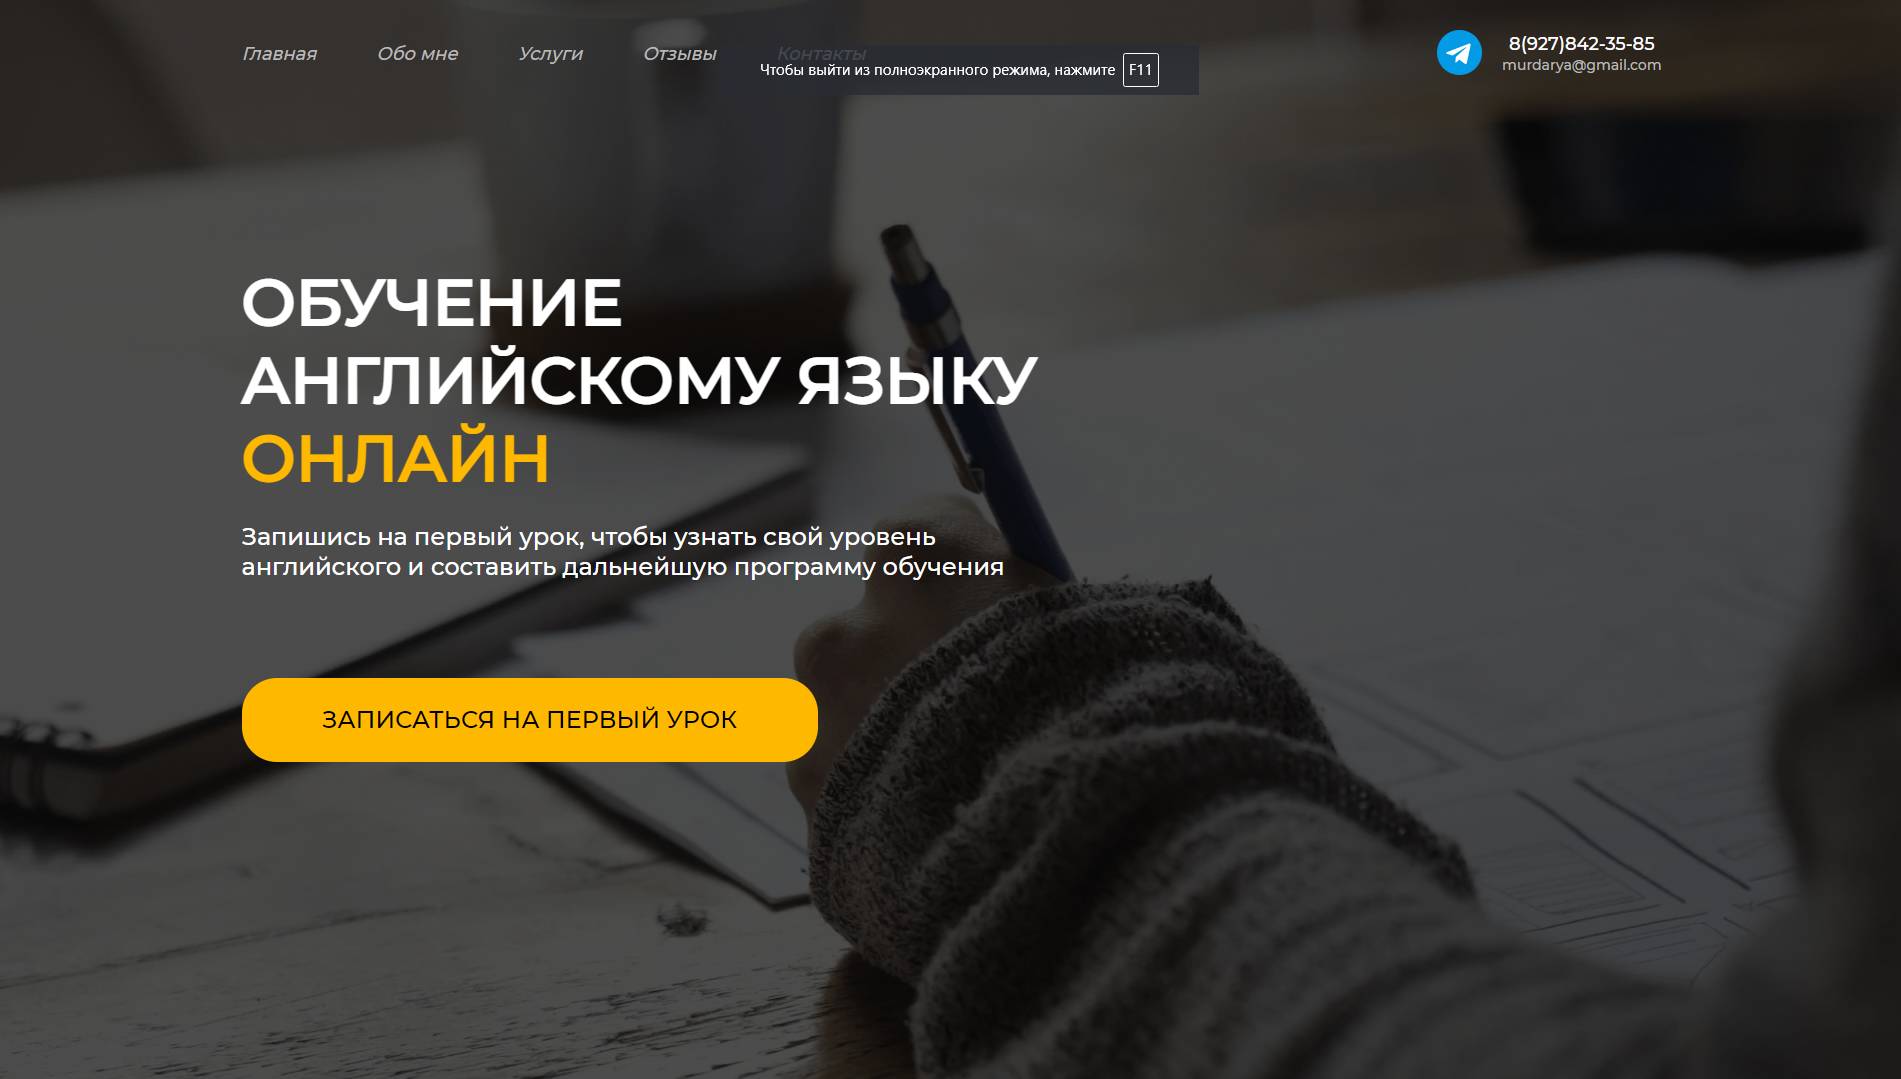 Главная Обо мне Услуги Отзывы Контакты
8(927)842-35-85
murdarya@gmail.com
Чтобы выйти из полноэкранного режима, нажмите F11
ОБУЧЕНИЕ
АНГЛИЙСКОМУ ЯЗЫКУ
ОНЛАЙН
Запишись на первый урок, чтобы узнать свой уровень
английского и составить дальнейшую программу обучения
ЗАПИСАТЬСЯ НА ПЕРВЫЙ УРОК